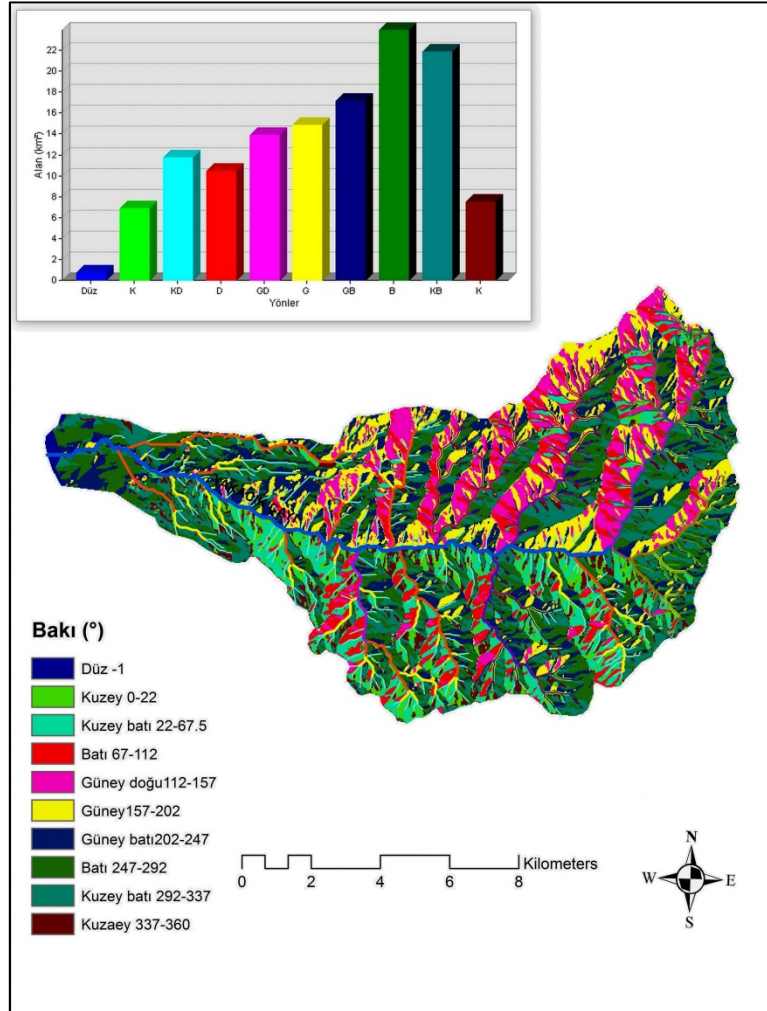 22
20
18
16
14
12
10
8
6
4
2
0
Alan (km²)
Düz K KD D GD G GB B KB K
Yönler
Bakı (°)
Düz -1
Kuzey 0-22
Kuzey batı 22-67.5
Batı 67-112
Güney doğu112-157
Güney157-202
Güney batı202-247
Batı 247-292
Kuzey batı 292-337
Kuzaey 337-360
Kilometers
0 2 4 6 8
N
W E
S